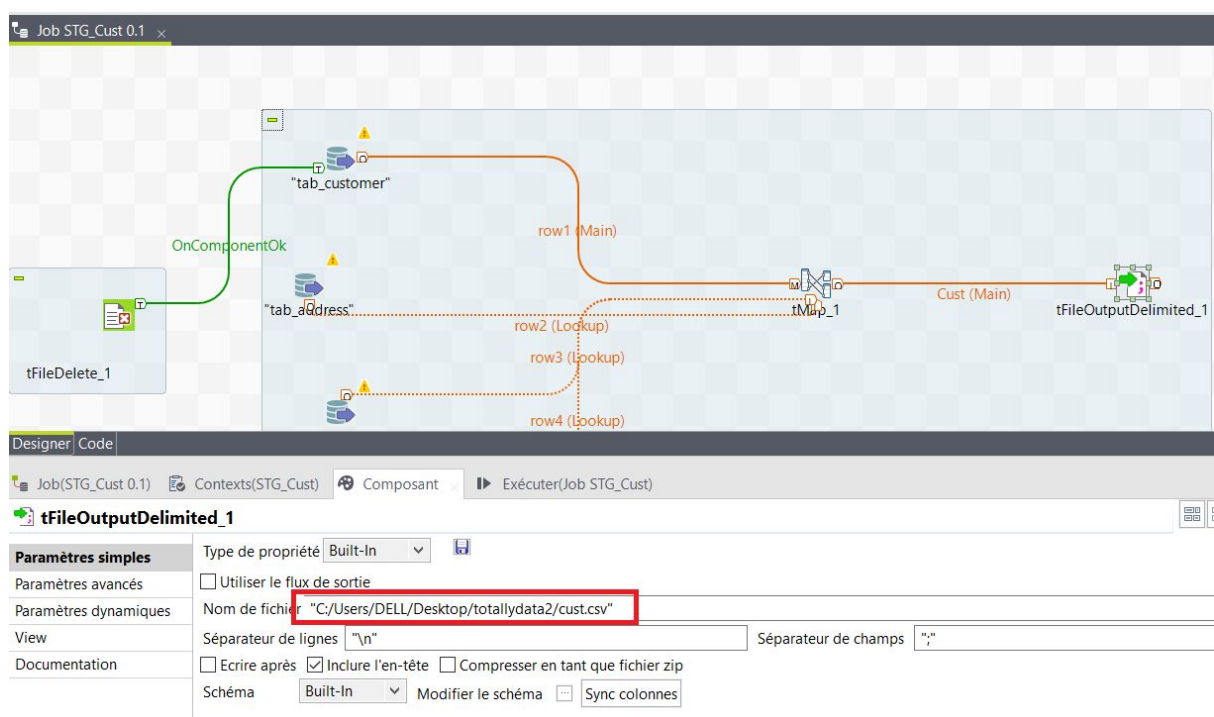 Job STG_Cust 0.1
"tab_customer"
row1 (Main)
OnComponentOk
"tab_address"
Cust (Main)
tMap_1
tFileOutputDelimited_1
row2 (Lookup)
row3 (Lookup)
tFileDelete_1
row4 (Lookup)
Designer Code
Job(STG_Cust 0.1) Contexts(STG_Cust) Composant Exécuter(Job STG_Cust)
tFileOutputDelimited_1
Paramètres simples
Type de propriété Built-In
Paramètres avancés
Utiliser le flux de sortie
Paramètres dynamiques
Nom de fichier "C:/Users/DELL/Desktop/totallydata2/cust.csv"
View
Séparateur de lignes "\n" Séparateur de champs ";"
Documentation
Ecrire après Inclure l'en-tête Compresser en tant que fichier zip
Schéma Built-In Modifier le schéma ... Sync colonnes